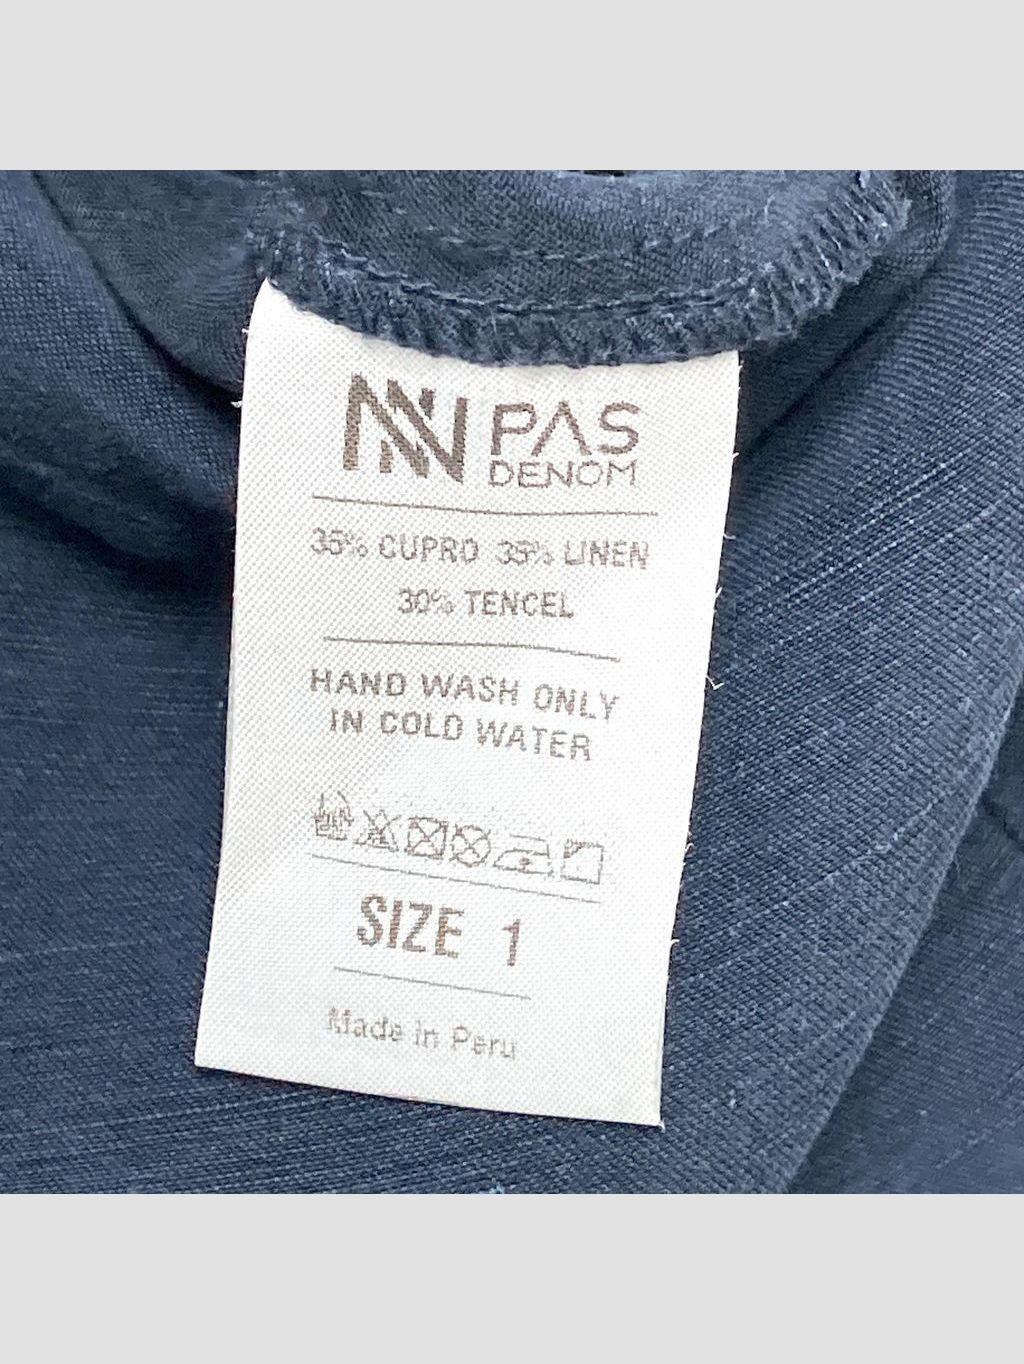 PAS
DENOM
35% CUPRO 35% LINEN
30% TENCEL
HAND WASH ONLY
IN COLD WATER
SIZE 1
Made in Peru